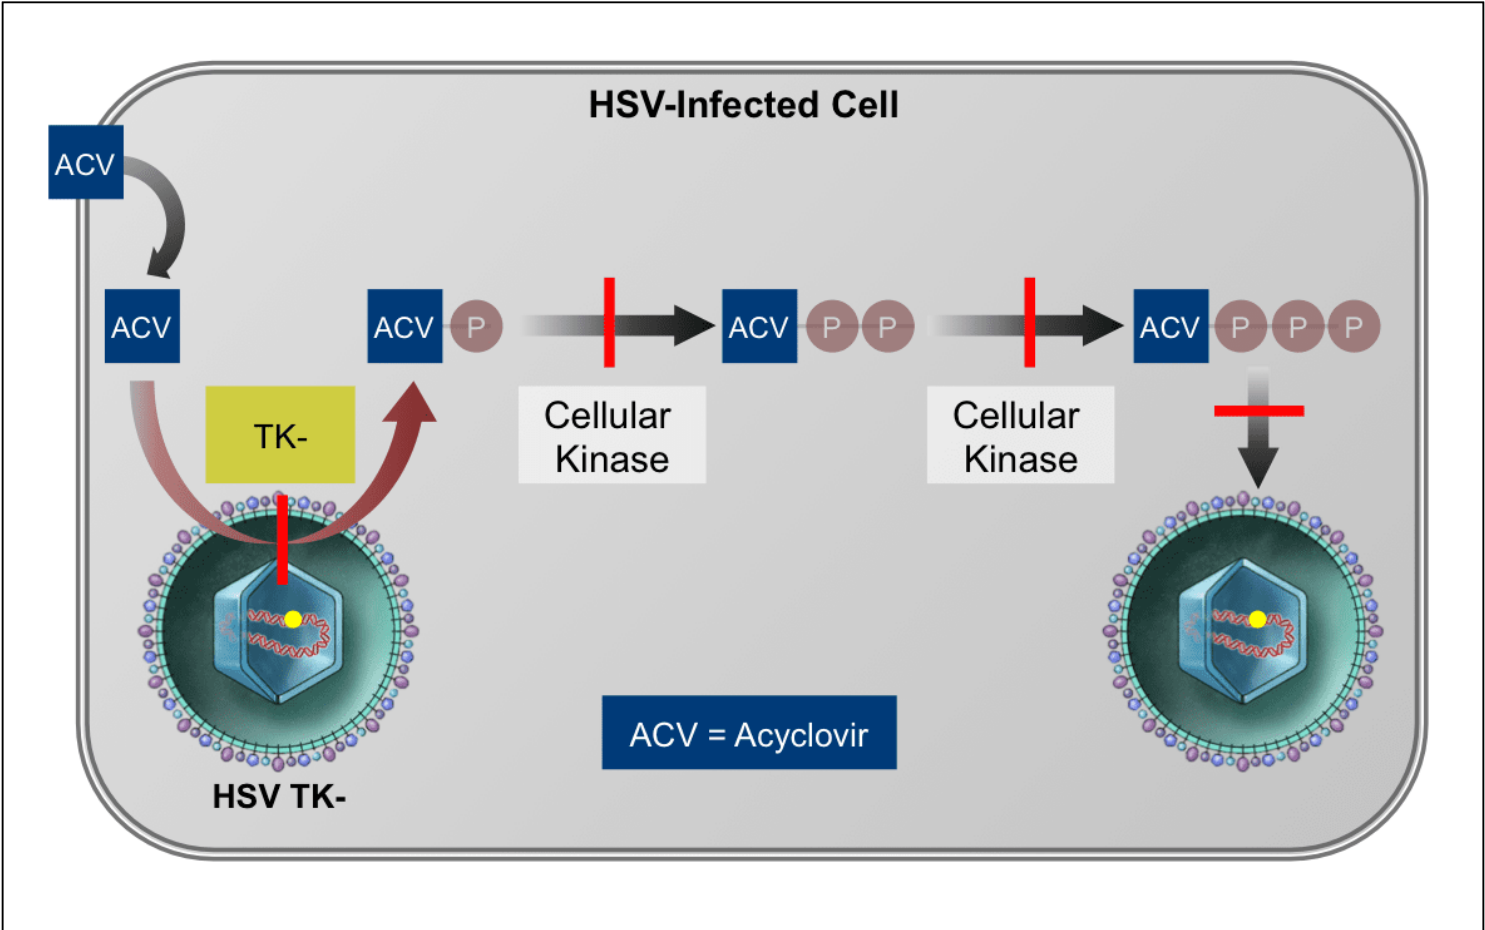 HSV-Infected Cell
ACV
ACV
ACV P
ACV P P
ACV P P P
TK-
Cellular
Kinase
Cellular
Kinase
ACV = Acyclovir
HSV TK-